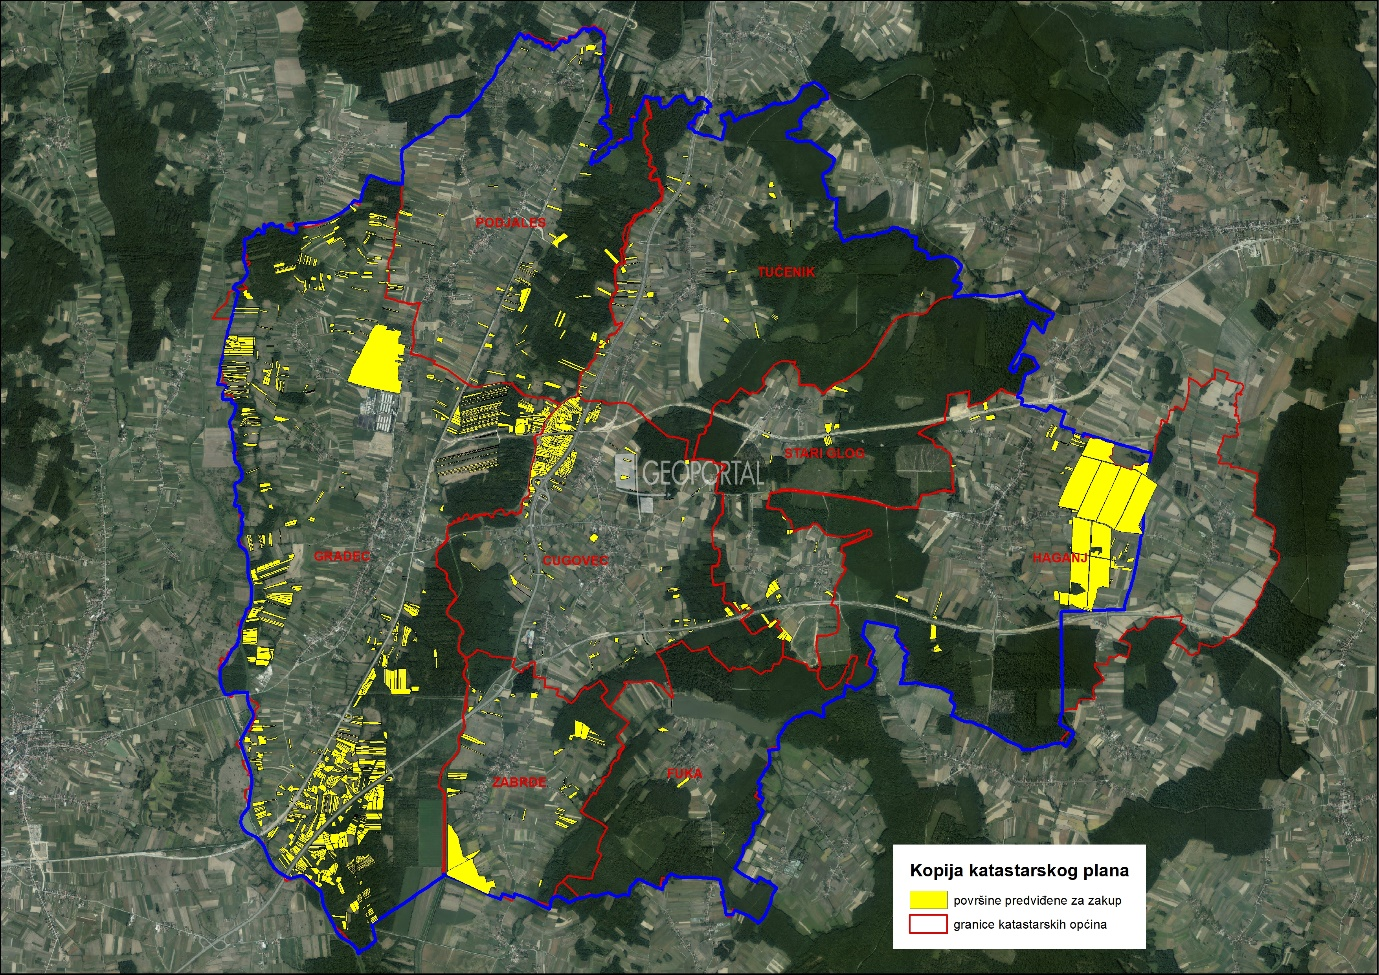 PODJALES
TUČENIK
STARI GLOG
GEOPORTAL
GRADEC
CUGOVEC
HAGANJ
ZABRĐE
FUKA
Kopija katastarskog plana
površine predviđene za zakup
granice katastarskih općina